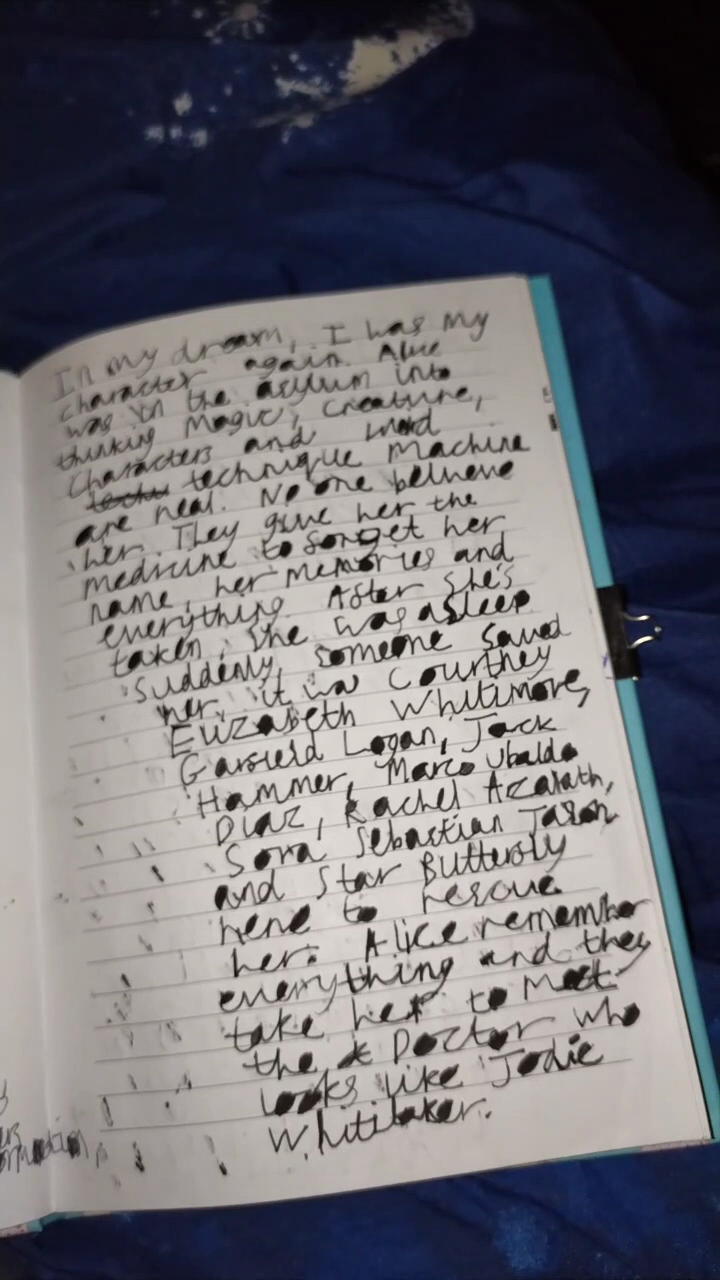 In my dream, I was my
character again. Alice
was in the asylum into
thinking Magic, creature,
characters and
technique machine
are real. No one believe
her. They give her the
medicine to forget her
name, her memories and
everything. After she's
taken, she was asleep
suddenly, someone saved
her, it was Courtney
Elizabeth Whitimore,
Garfield Logan, Jack
Hammer, Marco Ubaldo
Diaz, Rachel Azarath,
Sora Sebastian Jason
and Star Butterfly
here to rescue
her. Alice remember
everything and they
take her to meet
the Doctor who
looks like Jodie
Whitilaker.